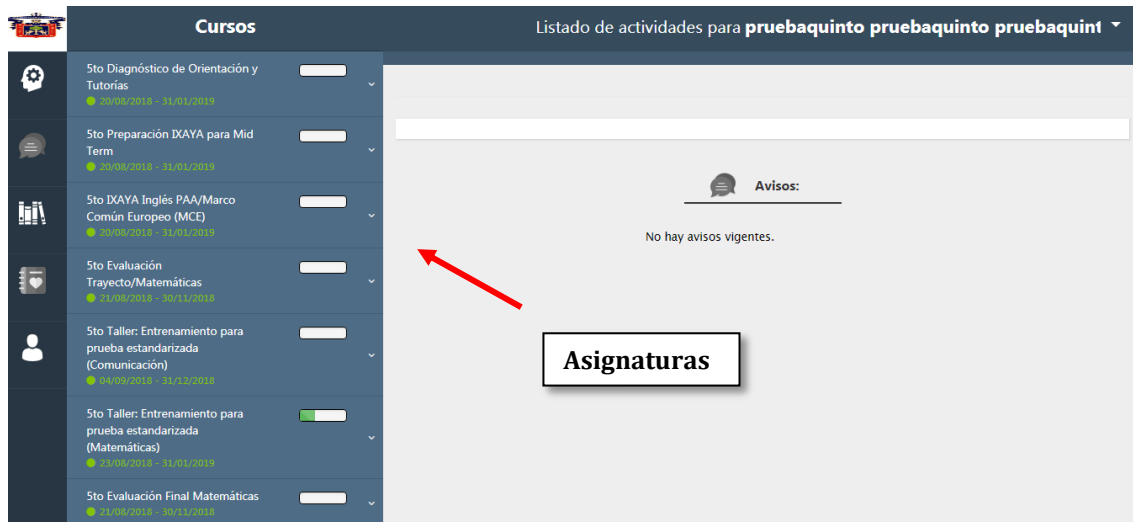 Cursos
Listado de actividades para pruebaquinto pruebaquinto pruebaquint
5to Diagnóstico de Orientación y
Tutorías
20/08/2018 - 31/01/2019
5to Preparación IXAYA para Mid
Term
20/08/2018 - 31/01/2019
5to IXAYA Inglés PAA/Marco
Común Europeo (MCE)
20/08/2018 - 31/01/2019
5to Evaluación
Trayecto/Matemáticas
21/08/2018 - 30/11/2018
5to Taller: Entrenamiento para
prueba estandarizada
(Comunicación)
04/09/2018 - 31/12/2018
5to Taller: Entrenamiento para
prueba estandarizada
(Matemáticas)
23/08/2018 - 31/01/2019
5to Evaluación Final Matemáticas
21/08/2018 - 30/11/2018
Avisos:
No hay avisos vigentes.
Asignaturas